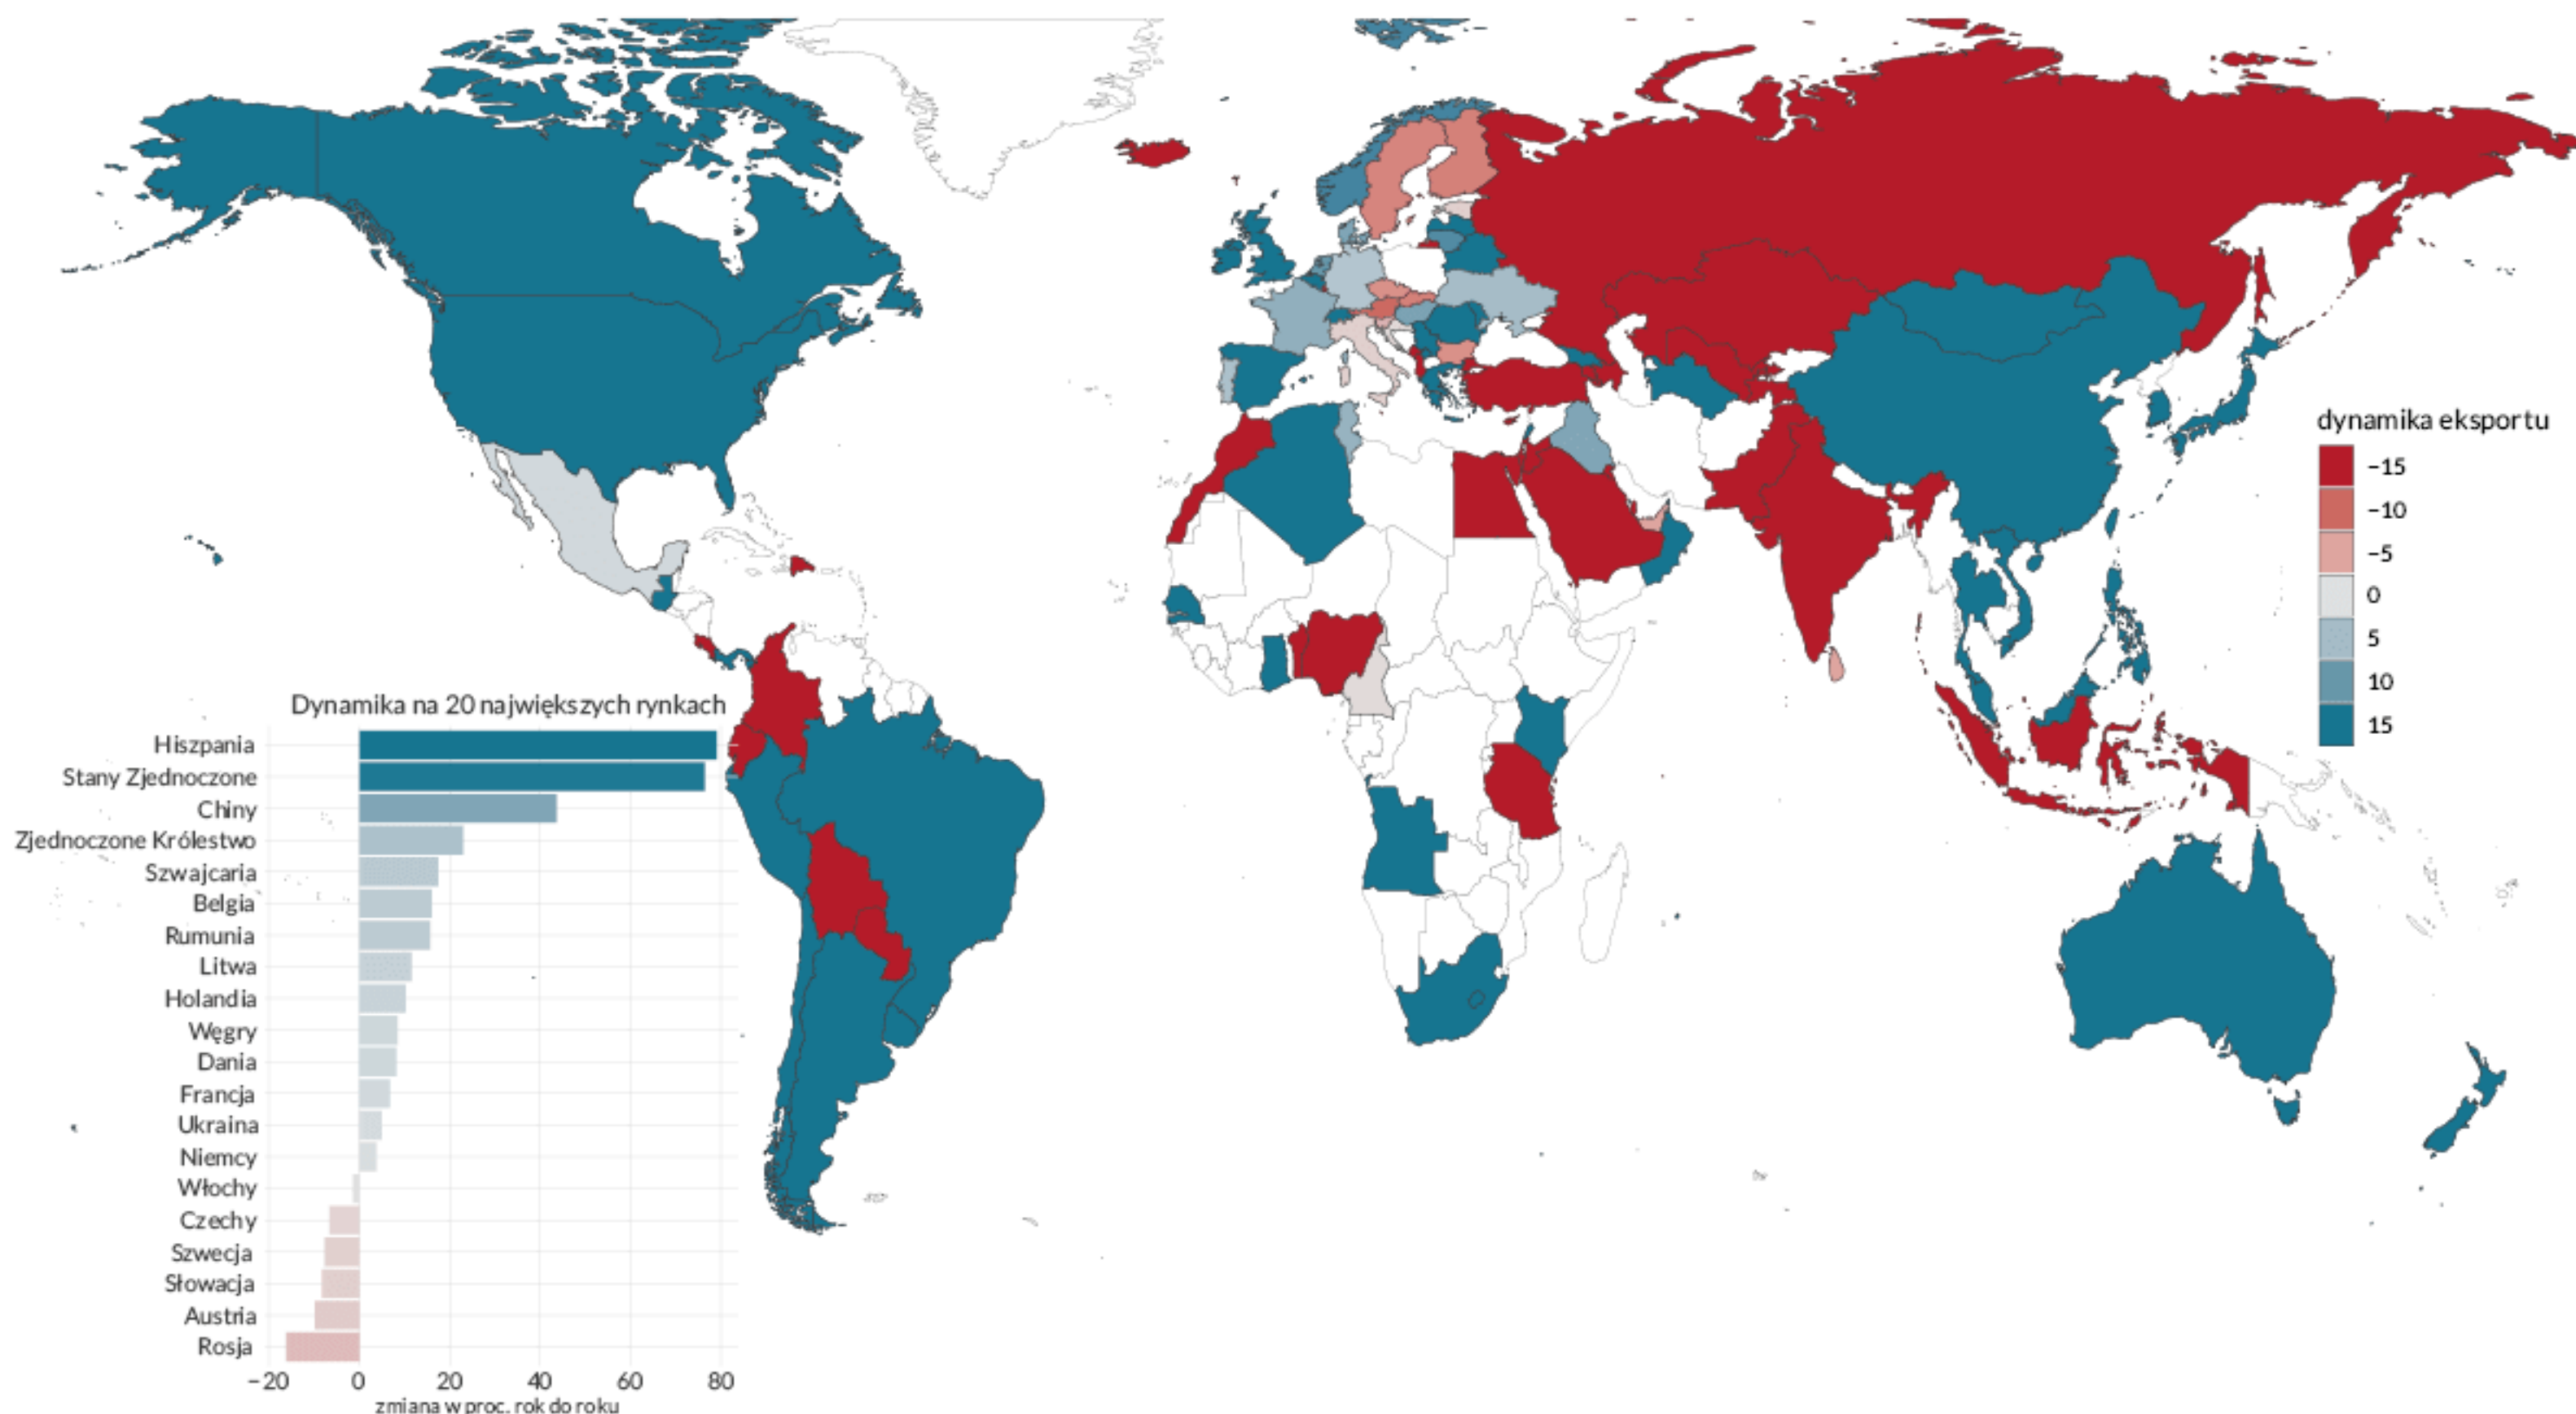 dynamika eksportu
−15
−10
−5
0
5
10
15
Dynamika na 20 największych rynkach
Hiszpania
Stany Zjednoczone
Chiny
Zjednoczone Królestwo
Szwajcaria
Belgia
Rumunia
Litwa
Holandia
Węgry
Dania
Francja
Ukraina
Niemcy
Włochy
Czechy
Szwecja
Słowacja
Austria
Rosja
−20 0 20 40 60 80
zmiana w proc. rok do roku